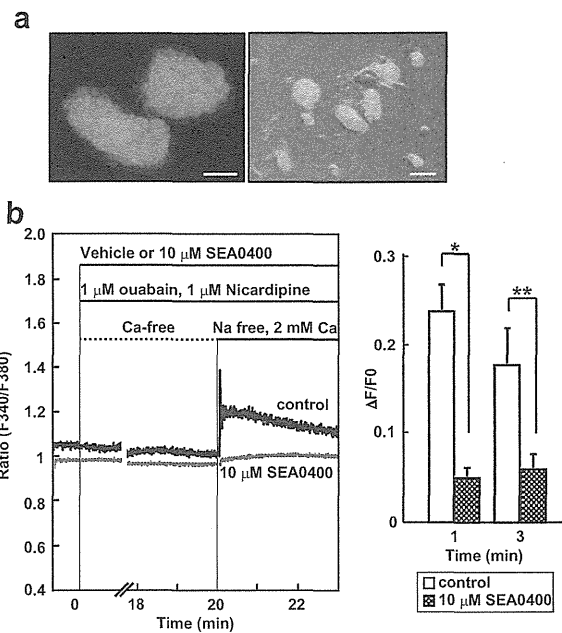 a
b
2.0
1.8
1.6
1.4
1.2
1
0.8
0.6
0.4
Ratio (F340/F380)
Vehicle or 10 μM SEA0400
1 μM ouabain, 1 μM Nicardipine
Ca-free
Na free, 2 mM Ca
control
10 μM SEA0400
0
18
20
22
Time (min)
0.3
0.2
0.1
0
ΔF/F0
*
**
1
3
Time (min)
control
10 μM SEA0400